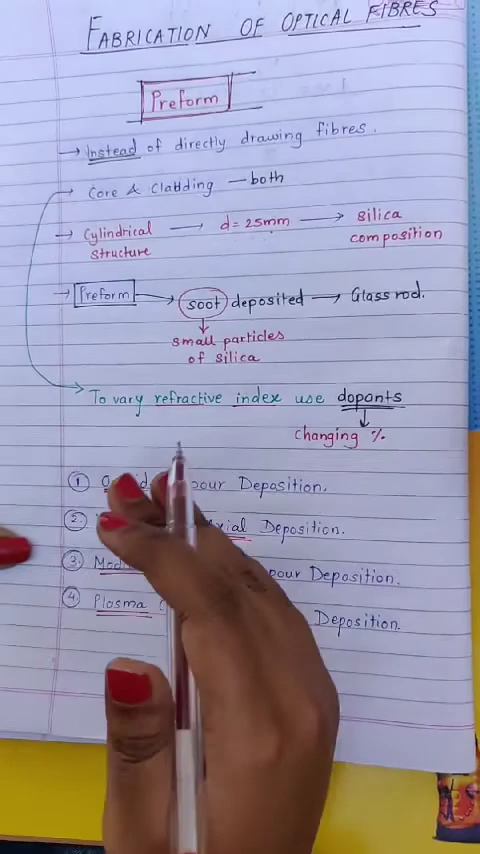 FABRICATION OF OPTICAL FIBRES
Preform
→ Instead of directly drawing fibres.
→ Core & Cladding — both
→ Cylindrical structure → d = 25mm → silica composition
→ Preform → soot deposited → Glass rod.
small particles of silica
To vary refractive index use dopants
changing %
① Deposition.
② Deposition.
③ Deposition.
④ Plasma Deposition.